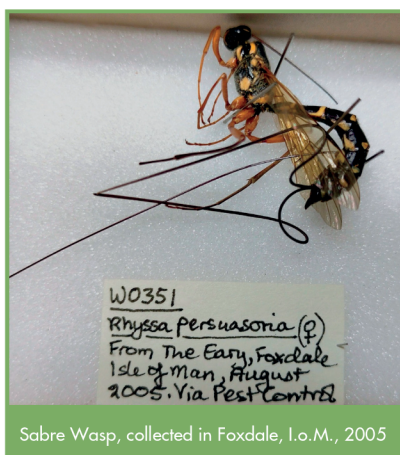 W0351
Rhyssa persuasoria (♀)
From The Eary, Foxdale
Isle of Man, August
2005. Via Pest Control
Sabre Wasp, collected in Foxdale, I.o.M., 2005